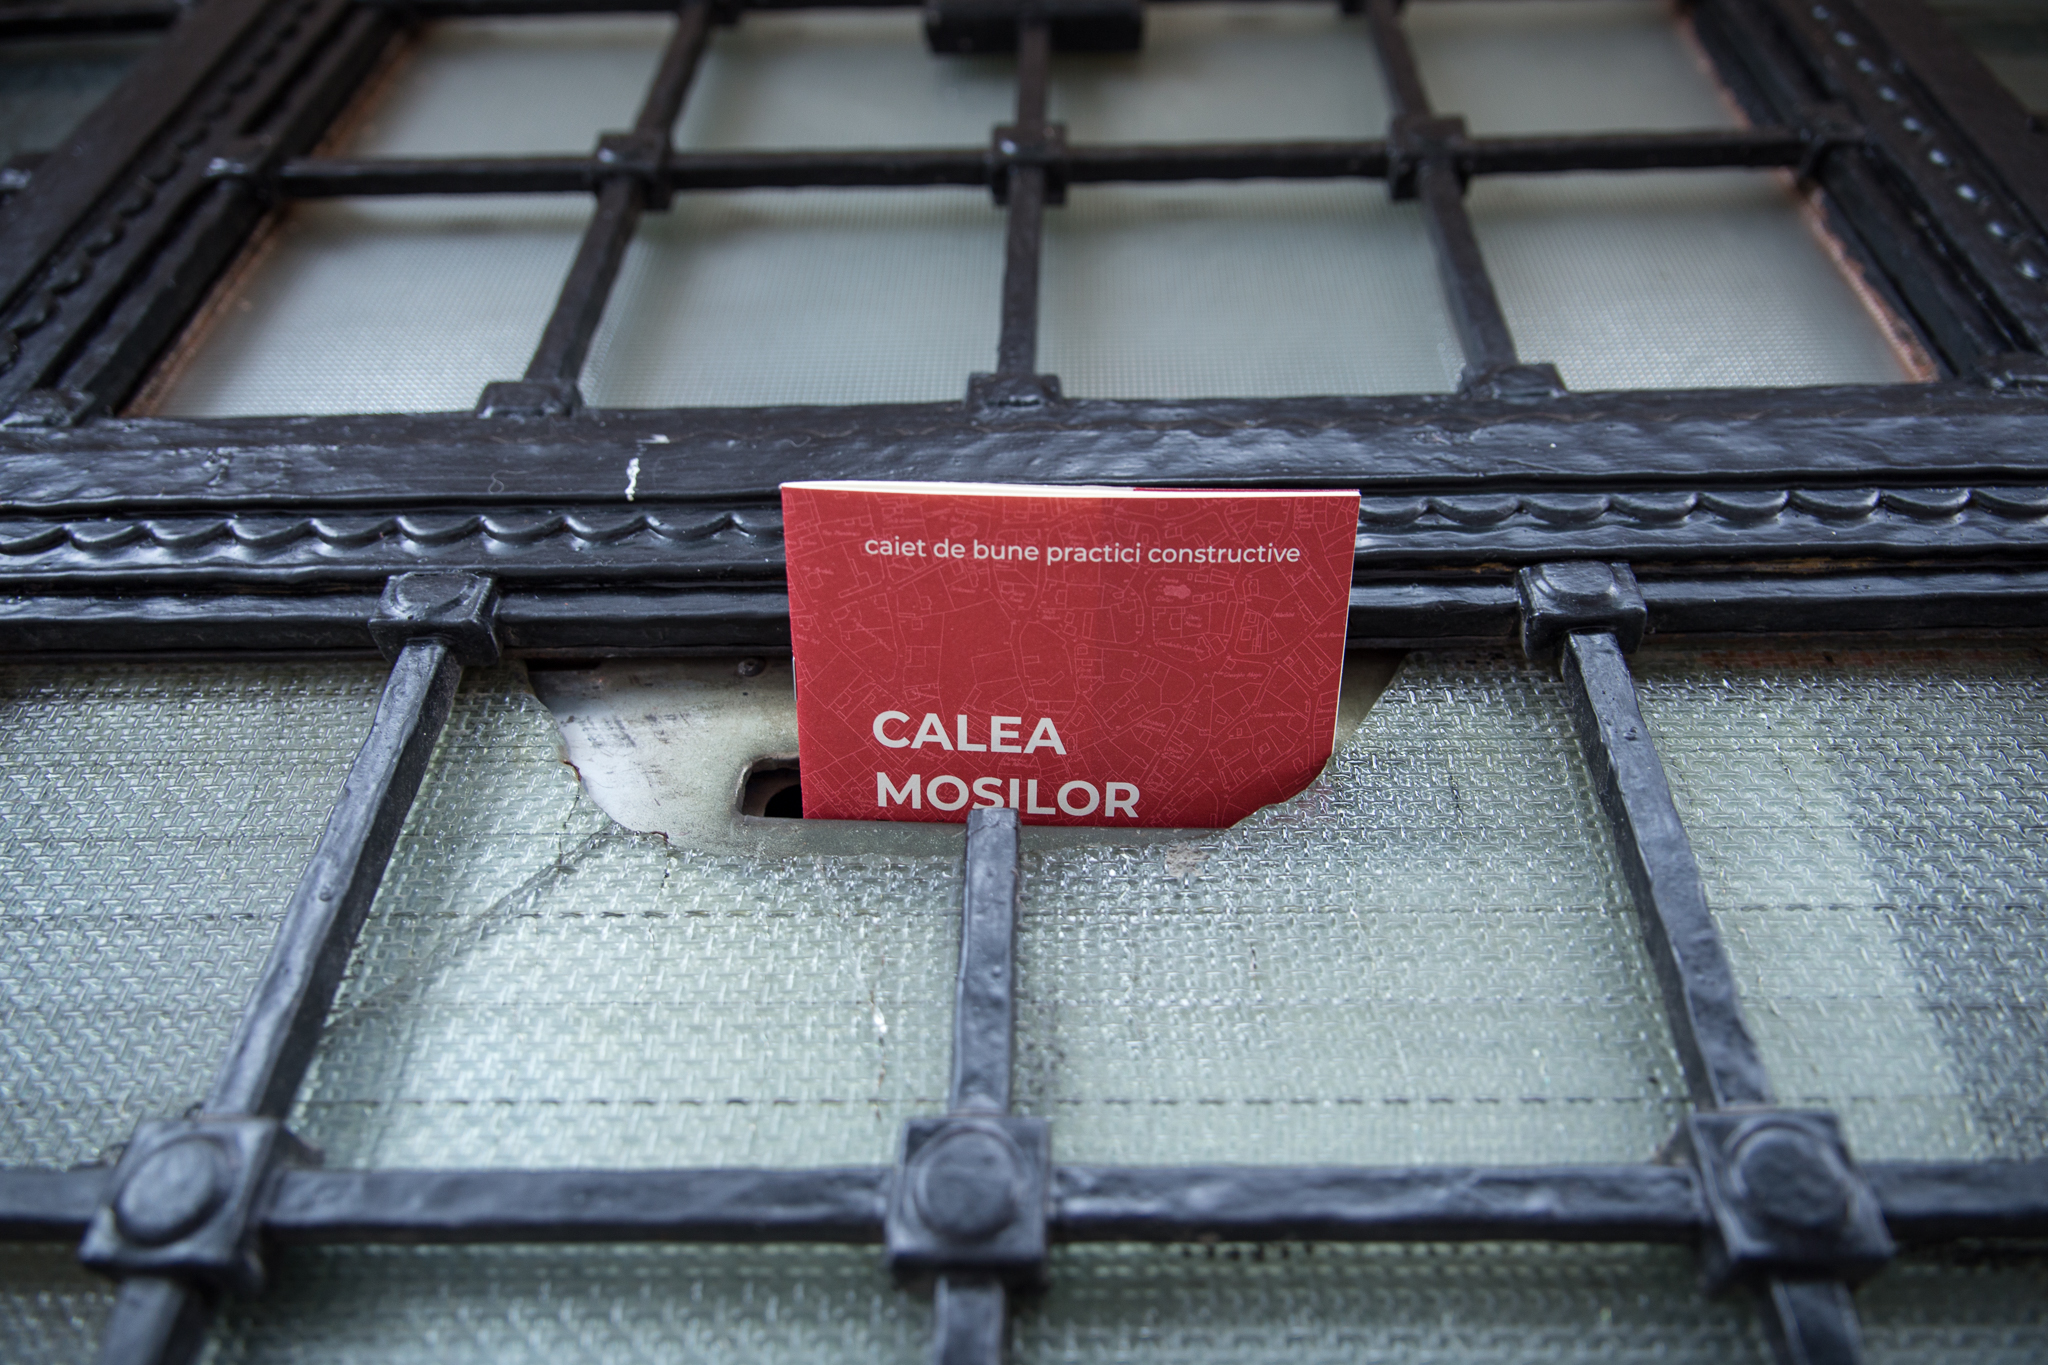 caiet de bune practici constructive
CALEA
MOSILOR